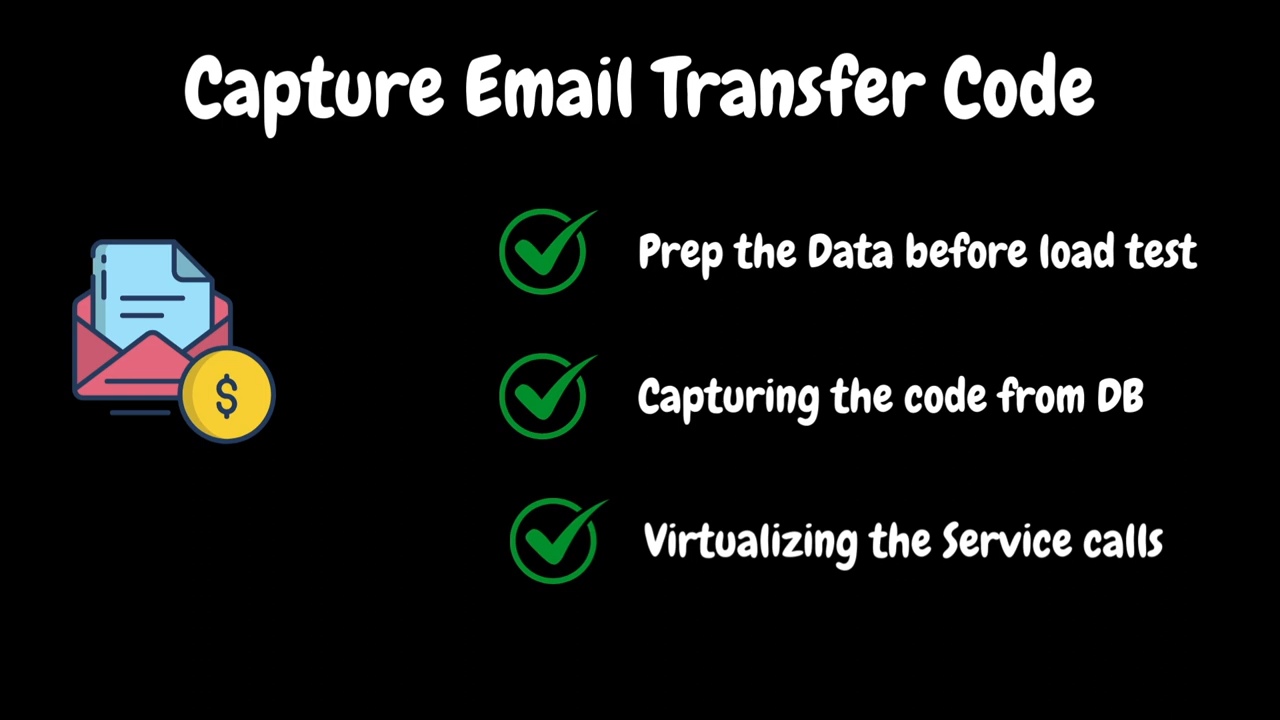 Capture Email Transfer Code
Prep the Data before load test
Capturing the code from DB
Virtualizing the Service calls
$